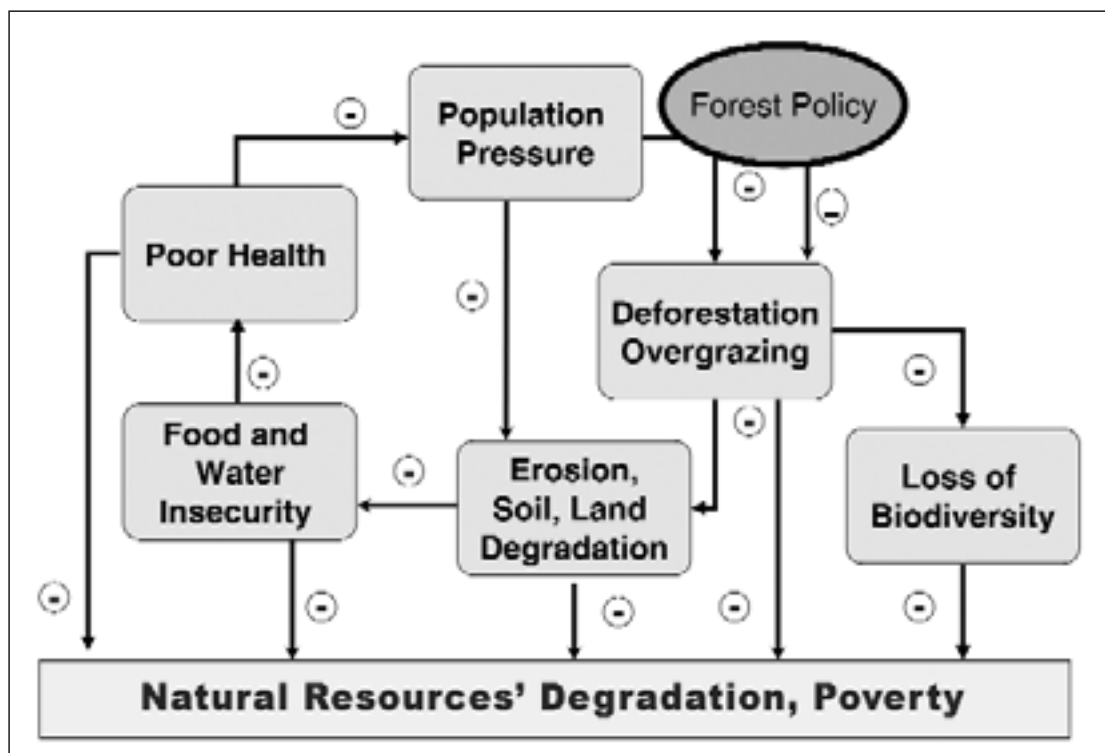 Population
Pressure
Forest Policy
-
-
-
Poor Health
-
Deforestation
Overgrazing
-
-
-
Food and
Water
Insecurity
-
Erosion,
Soil, Land
Degradation
Loss of
Biodiversity
-
-
-
-
-
Natural Resources' Degradation, Poverty